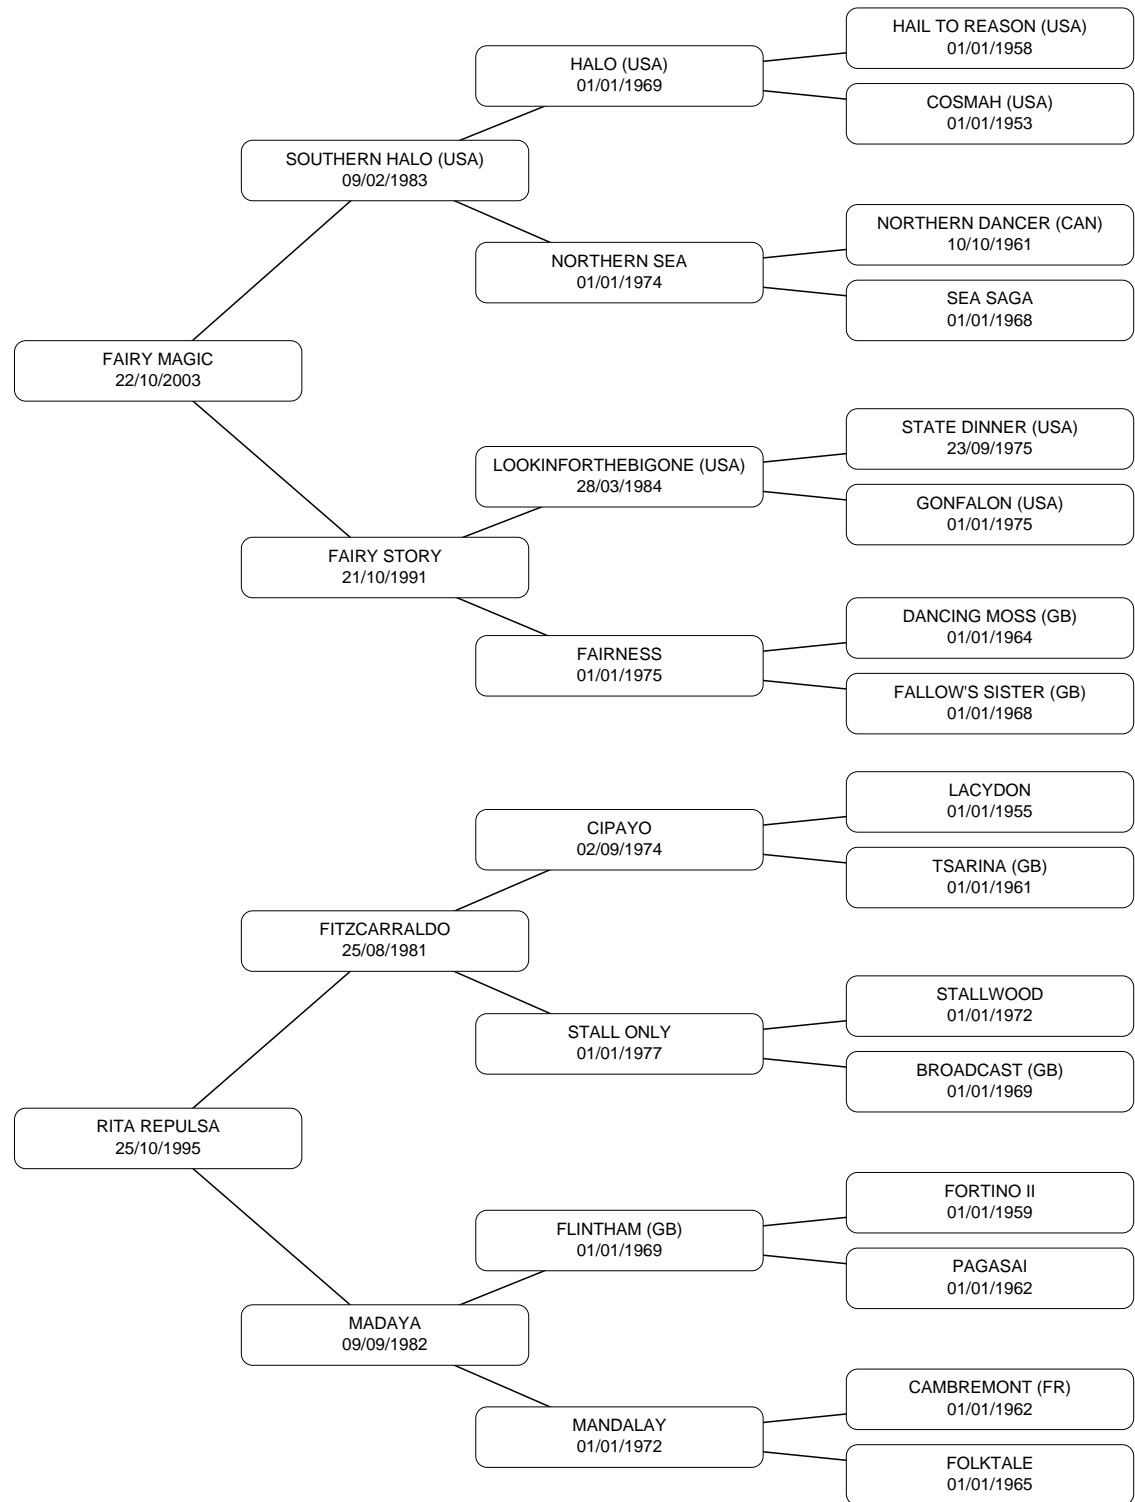 HAIL TO REASON (USA)
01/01/1958
HALO (USA)
01/01/1969
COSMAH (USA)
01/01/1953
SOUTHERN HALO (USA)
09/02/1983
NORTHERN DANCER (CAN)
10/10/1961
NORTHERN SEA
01/01/1974
SEA SAGA
01/01/1968
FAIRY MAGIC
22/10/2003
STATE DINNER (USA)
23/09/1975
LOOKINFORTHEBIGONE (USA)
28/03/1984
GONFALON (USA)
01/01/1975
FAIRY STORY
21/10/1991
DANCING MOSS (GB)
01/01/1964
FAIRNESS
01/01/1975
FALLOW'S SISTER (GB)
01/01/1968
LACYDON
01/01/1955
CIPAYO
02/09/1974
TSARINA (GB)
01/01/1961
FITZCARRALDO
25/08/1981
STALLWOOD
01/01/1972
STALL ONLY
01/01/1977
BROADCAST (GB)
01/01/1969
RITA REPULSA
25/10/1995
FORTINO II
01/01/1959
FLINTHAM (GB)
01/01/1969
PAGASAI
01/01/1962
MADAYA
09/09/1982
CAMBREMONT (FR)
01/01/1962
MANDALAY
01/01/1972
FOLKTALE
01/01/1965